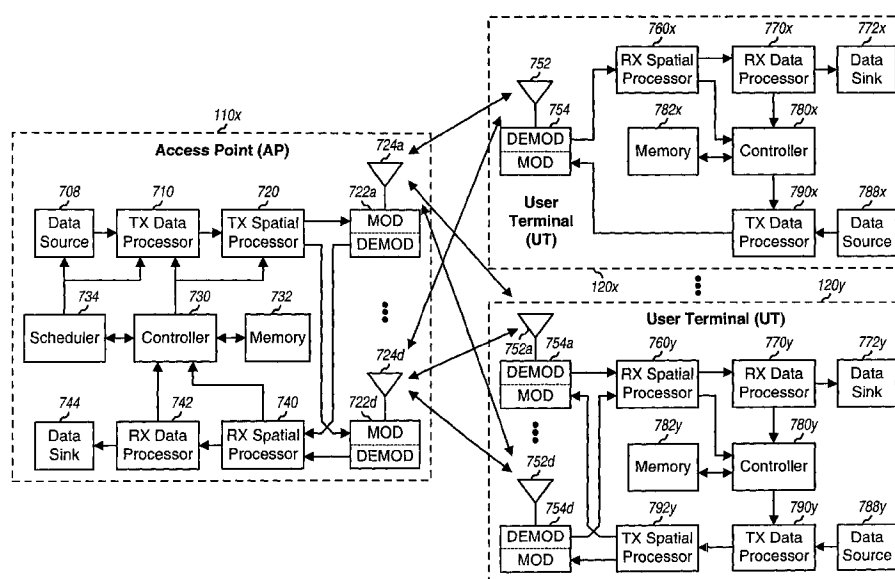 110x
Access Point (AP)
724a
708
710
720
722a
Data
Source
TX Data
Processor
TX Spatial
Processor
MOD
DEMOD
734
730
732
Scheduler
Controller
Memory
724d
744
742
740
722d
Data
Sink
RX Data
Processor
RX Spatial
Processor
MOD
DEMOD
760x
770x
772x
752
RX Spatial
Processor
RX Data
Processor
Data
Sink
754
782x
780x
DEMOD
MOD
Memory
Controller
User
Terminal
(UT)
790x
788x
TX Data
Processor
Data
Source
120x
120y
User Terminal (UT)
752a
754a
760y
770y
772y
DEMOD
MOD
RX Spatial
Processor
RX Data
Processor
Data
Sink
782y
780y
Memory
Controller
752d
754d
792y
790y
788y
DEMOD
MOD
TX Spatial
Processor
TX Data
Processor
Data
Source